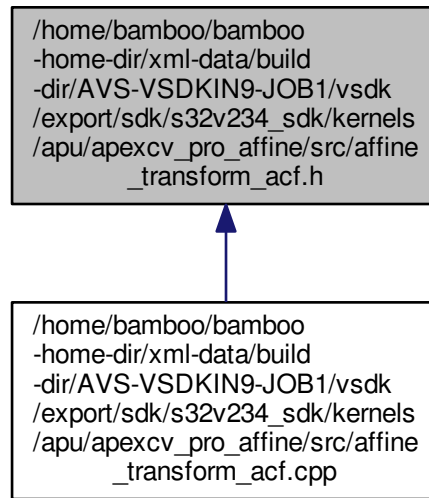 /home/bamboo/bamboo
-home-dir/xml-data/build
-dir/AVS-VSDKIN9-JOB1/vsdk
/export/sdk/s32v234_sdk/kernels
/apu/apexcv_pro_affine/src/affine
_transform_acf.h
/home/bamboo/bamboo
-home-dir/xml-data/build
-dir/AVS-VSDKIN9-JOB1/vsdk
/export/sdk/s32v234_sdk/kernels
/apu/apexcv_pro_affine/src/affine
_transform_acf.cpp